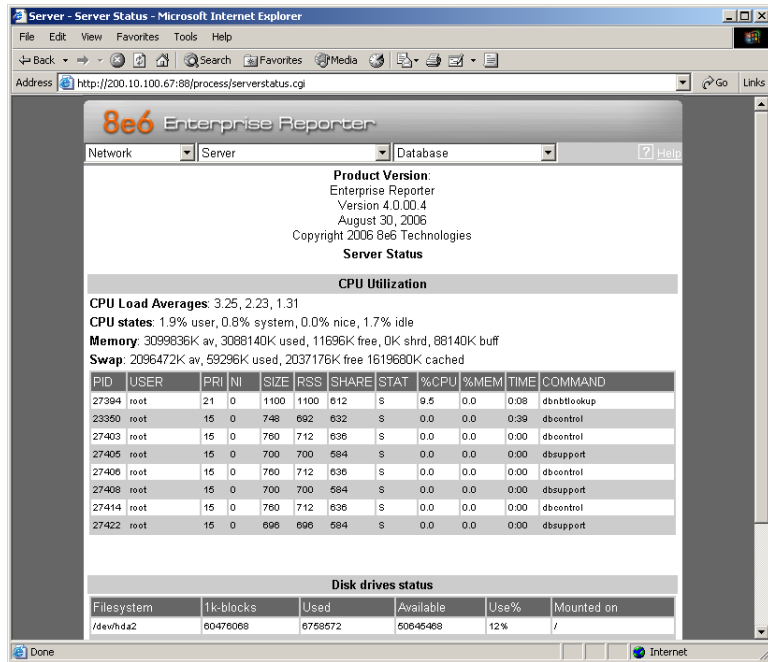 Server - Server Status - Microsoft Internet Explorer
File Edit View Favorites Tools Help
Back Search Favorites Media
Address http://200.10.100.67:88/process/serverstatus.cgi Go Links
8e6 Enterprise Reporter
Network Server Database ? Help
Product Version:
Enterprise Reporter
Version 4.0.00.4
August 30, 2006
Copyright 2006 8e6 Technologies
Server Status
CPU Utilization
CPU Load Averages: 3.25, 2.23, 1.31
CPU states: 1.9% user, 0.8% system, 0.0% nice, 1.7% idle
Memory: 3099836K av, 3088140K used, 11696K free, 0K shrd, 88140K buff
Swap: 2096472K av, 59296K used, 2037176K free 1619680K cached
PID USER PRI NI SIZE RSS SHARE STAT %CPU %MEM TIME COMMAND
27394 root 21 0 1100 1100 612 S 9.5 0.0 0:08 dbnbtlookup
23350 root 15 0 748 692 632 S 0.0 0.0 0:39 dbcontrol
27403 root 15 0 760 712 636 S 0.0 0.0 0:00 dbcontrol
27405 root 15 0 700 700 584 S 0.0 0.0 0:00 dbsupport
27406 root 15 0 760 712 636 S 0.0 0.0 0:00 dbcontrol
27408 root 15 0 700 700 584 S 0.0 0.0 0:00 dbsupport
27414 root 15 0 760 712 636 S 0.0 0.0 0:00 dbcontrol
27422 root 15 0 696 696 584 S 0.0 0.0 0:00 dbsupport
Disk drives status
Filesystem 1k-blocks Used Available Use% Mounted on
/dev/hda2 60476068 6758572 50645468 12% /
Done Internet